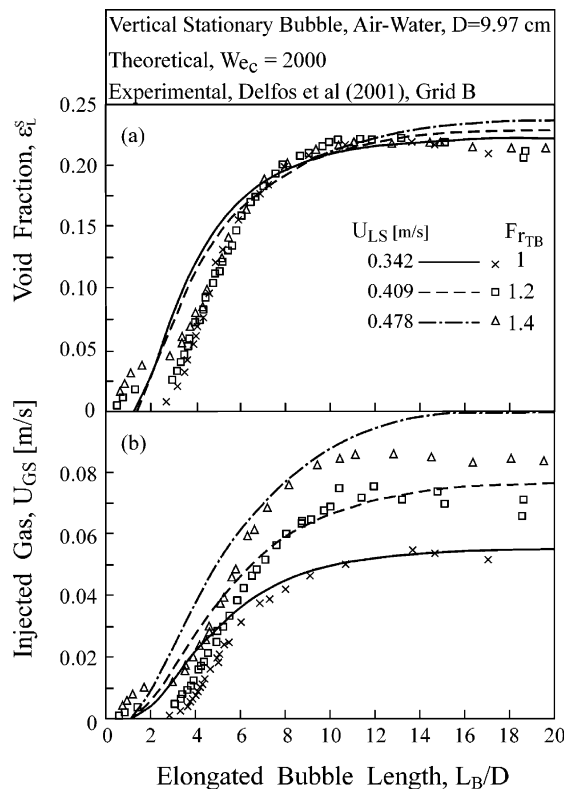 Vertical Stationary Bubble, Air-Water, D=9.97 cm
Theoretical, We_c = 2000
Experimental, Delfos et al (2001), Grid B
0.25
0.20
0.15
0.10
0.05
0
Void Fraction, ε_L^S
(a)
U_LS [m/s] Fr_TB
0.342 1
0.409 1.2
0.478 1.4
(b)
0.08
0.06
0.04
0.02
0
Injected Gas, U_GS [m/s]
0 2 4 6 8 10 12 14 16 18 20
Elongated Bubble Length, L_B/D